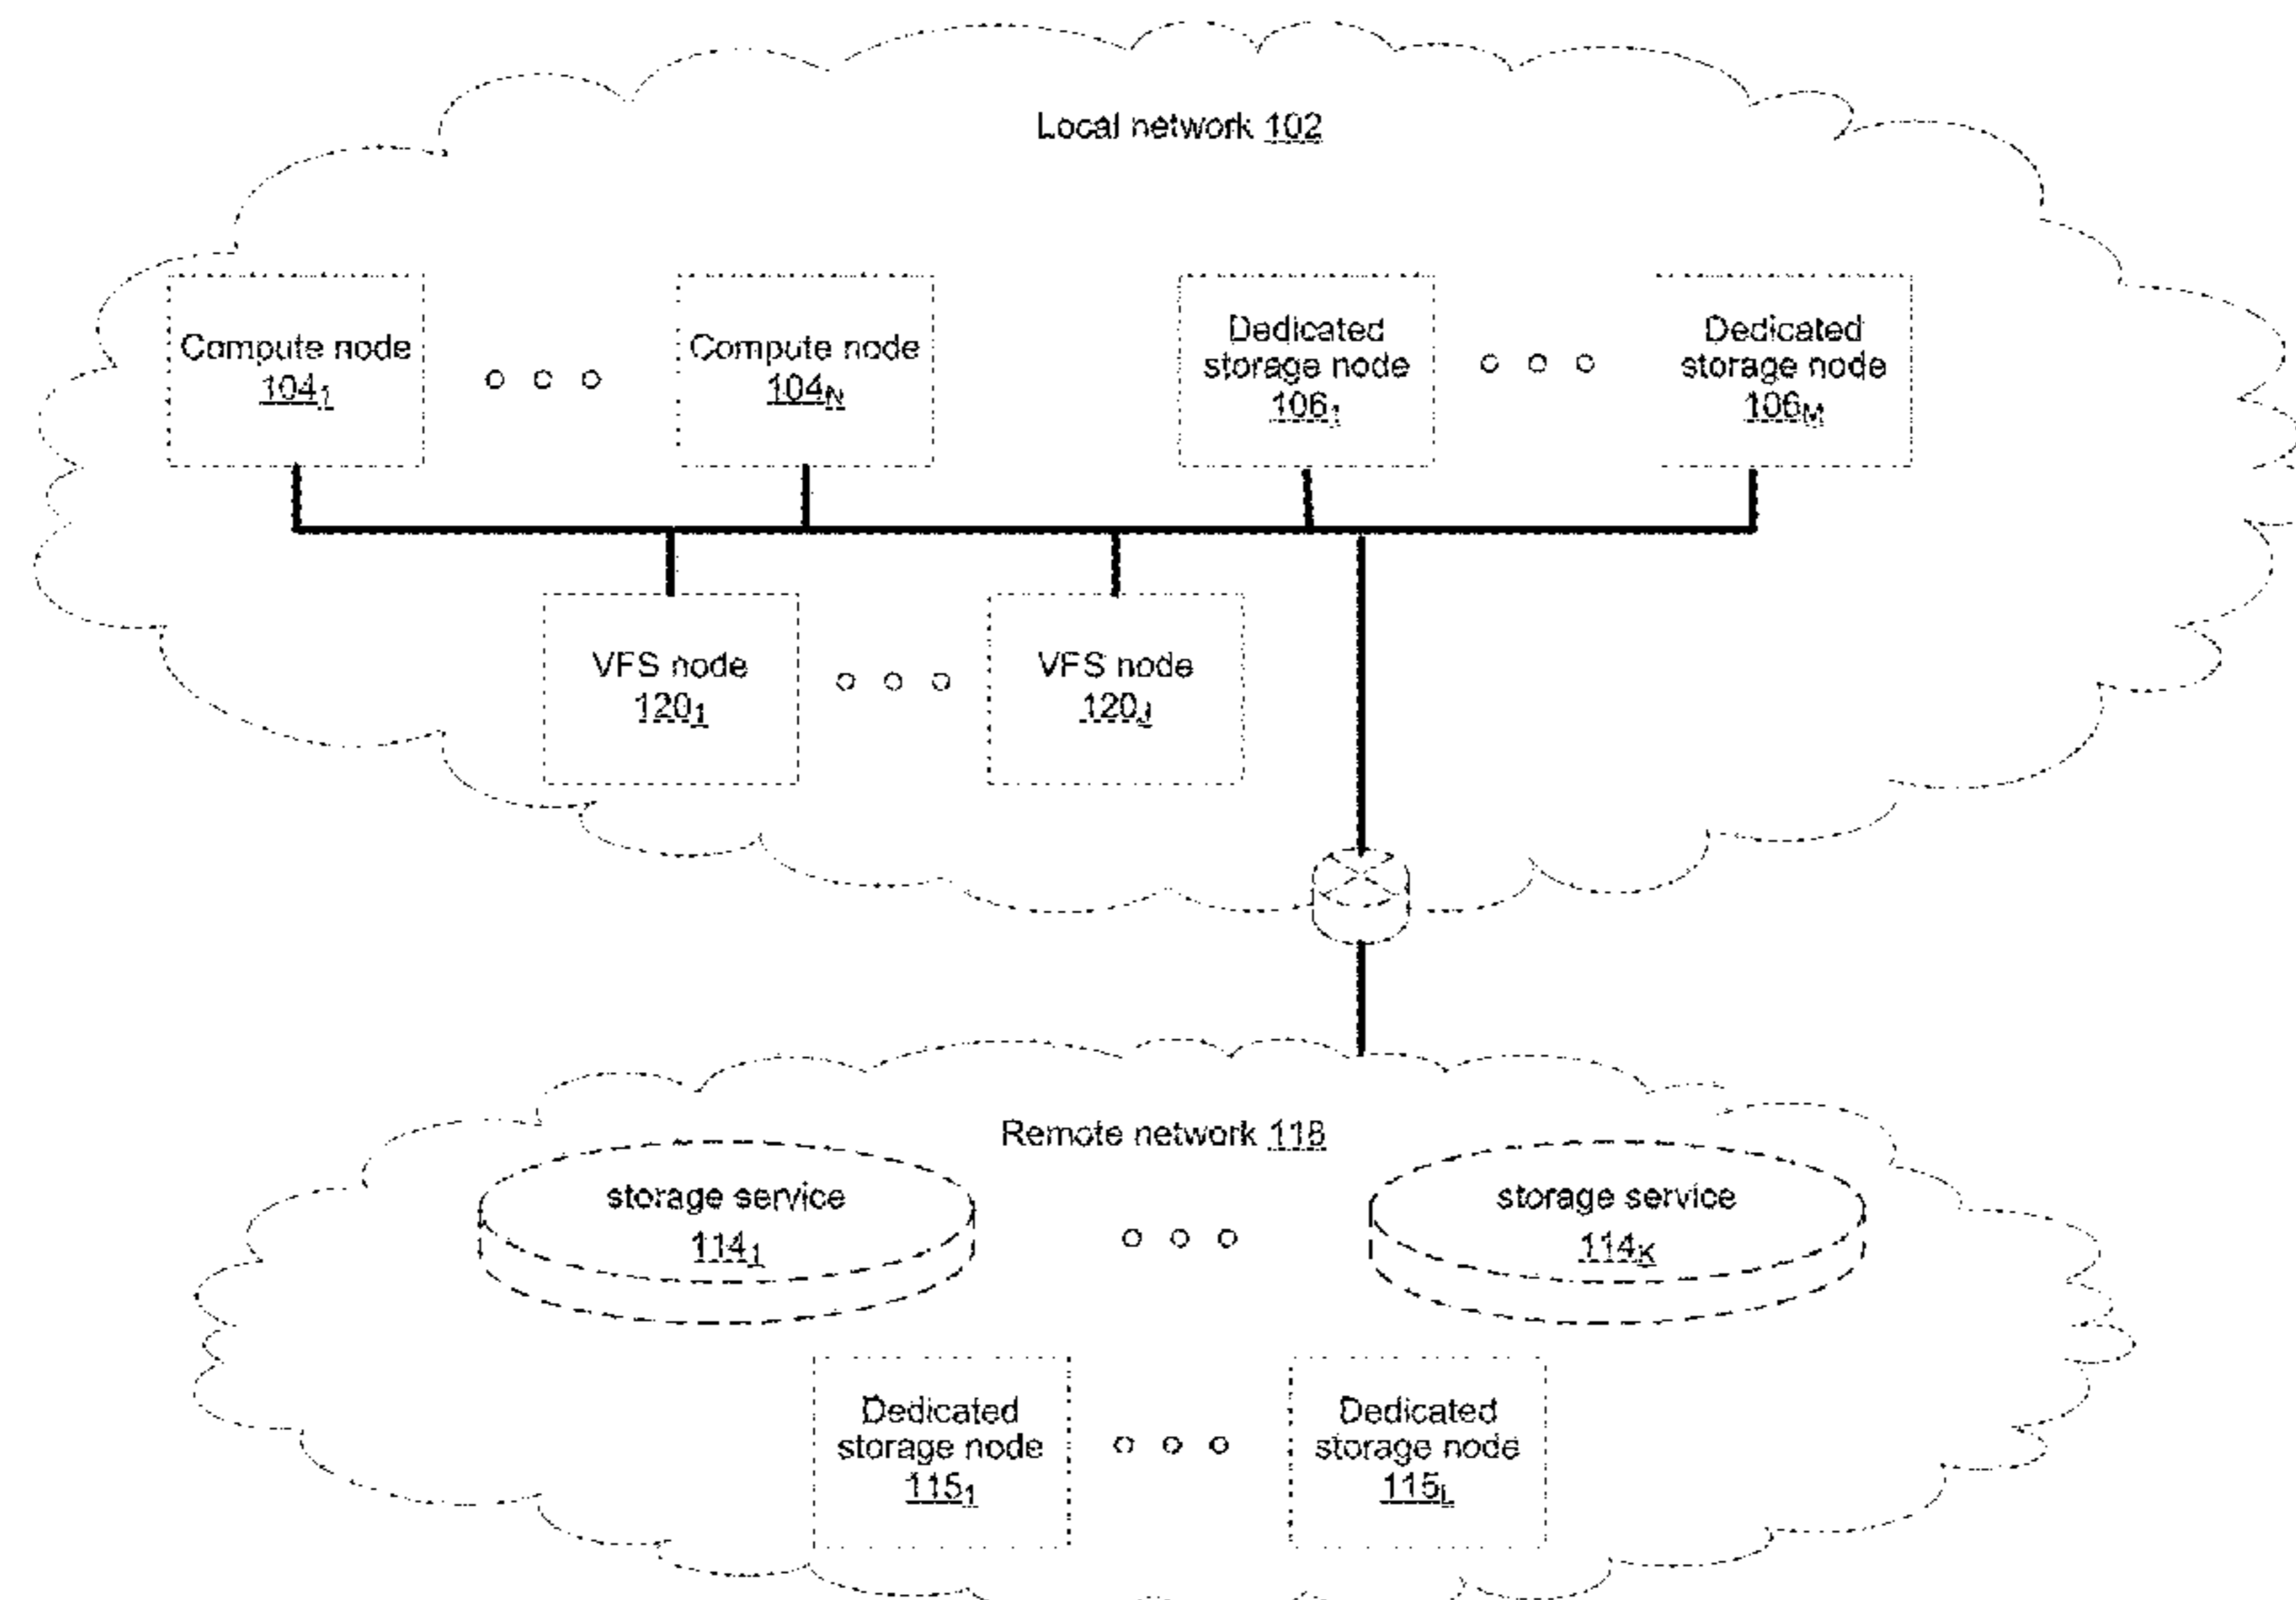 Local network 102
Compute node
104₁
Compute node
104N
Dedicated
storage node
106₁
Dedicated
storage node
106M
VFS node
120₁
VFS node
120J
Remote network 118
storage service
114₁
storage service
114K
Dedicated
storage node
115₁
Dedicated
storage node
115L